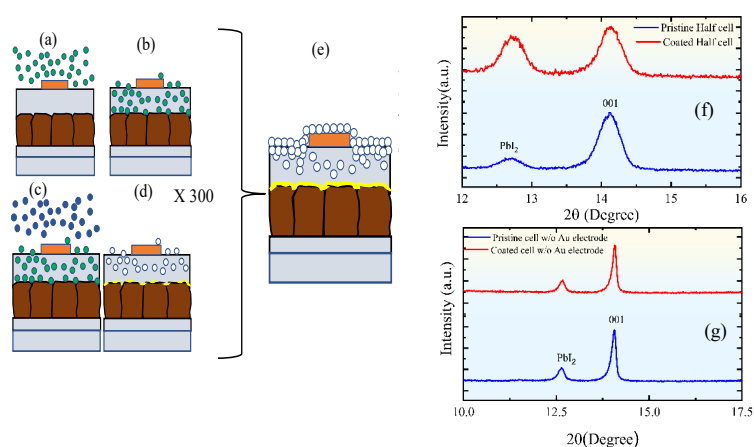 (a)
(b)
(c)
(d)
X 300
(e)
Intensity(a.u.)
Pristine Half cell
Coated Half cell
001
(f)
PbI₂
12 13 14 15 16
2θ (Degree)
Intensity (a.u.)
Pristine cell w/o Au electrode
Coated cell w/o Au electrode
001
(g)
PbI₂
10.0 12.5 15.0 17.5
2θ(Degree)